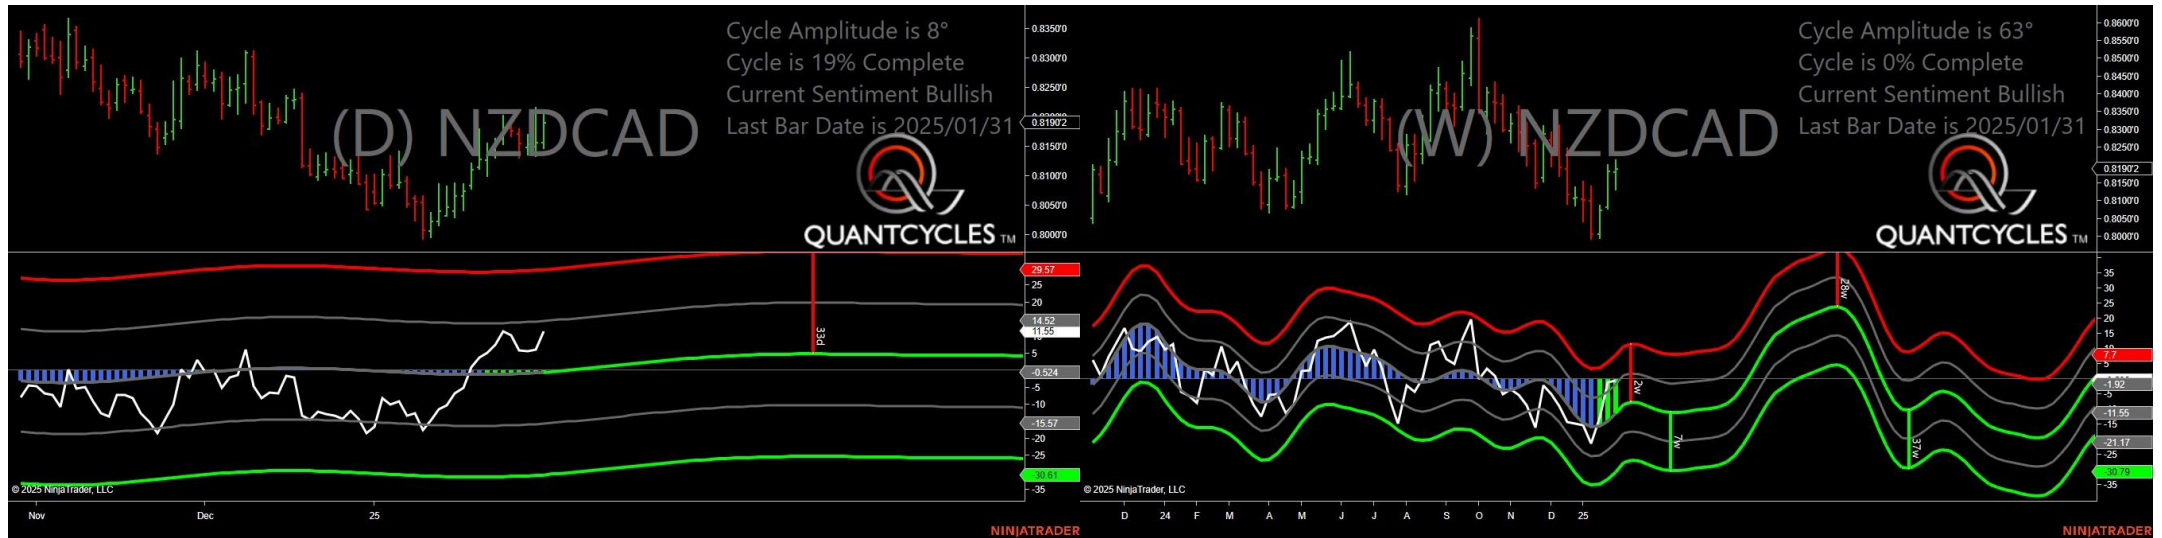 Cycle Amplitude is 8°
Cycle is 19% Complete
Current Sentiment Bullish
Last Bar Date is 2025/01/31
(D) NZDCAD
QUANTCYCLES TM
0.8350'0
0.8300'0
0.8250'0
0.8190'2
0.8150'0
0.8100'0
0.8050'0
0.8000'0
29.57
25
20
14.52
11.55
5
-0.524
-5
-10
-15.57
-20
-25
-30.61
-35
33d
© 2025 NinjaTrader, LLC
Nov Dec 25
NINJATRADER
Cycle Amplitude is 63°
Cycle is 0% Complete
Current Sentiment Bullish
Last Bar Date is 2025/01/31
(W) NZDCAD
QUANTCYCLES TM
0.8600'0
0.8550'0
0.8500'0
0.8450'0
0.8400'0
0.8350'0
0.8300'0
0.8250'0
0.8190'2
0.8150'0
0.8100'0
0.8050'0
0.8000'0
35
30
25
20
15
7.7
-1.92
-5
-11.55
-15
-21.17
-25
-30.79
-35
2w
7w
28w
37w
© 2025 NinjaTrader, LLC
D 24 F M A M J J A S O N D 25
NINJATRADER